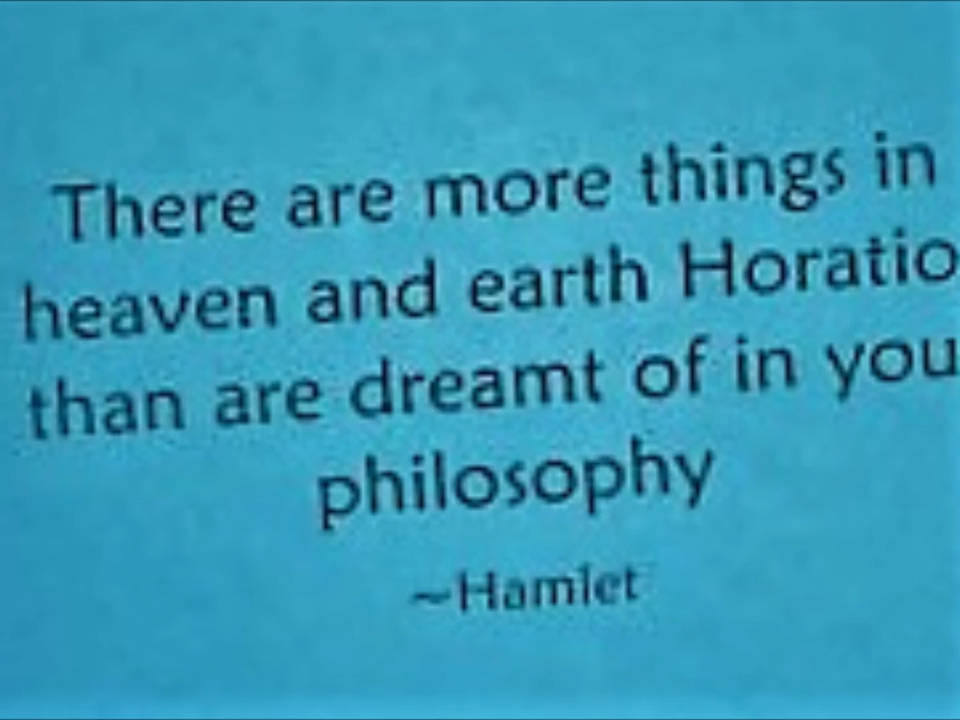 There are more things in
heaven and earth Horatio
than are dreamt of in you
philosophy
~Hamlet